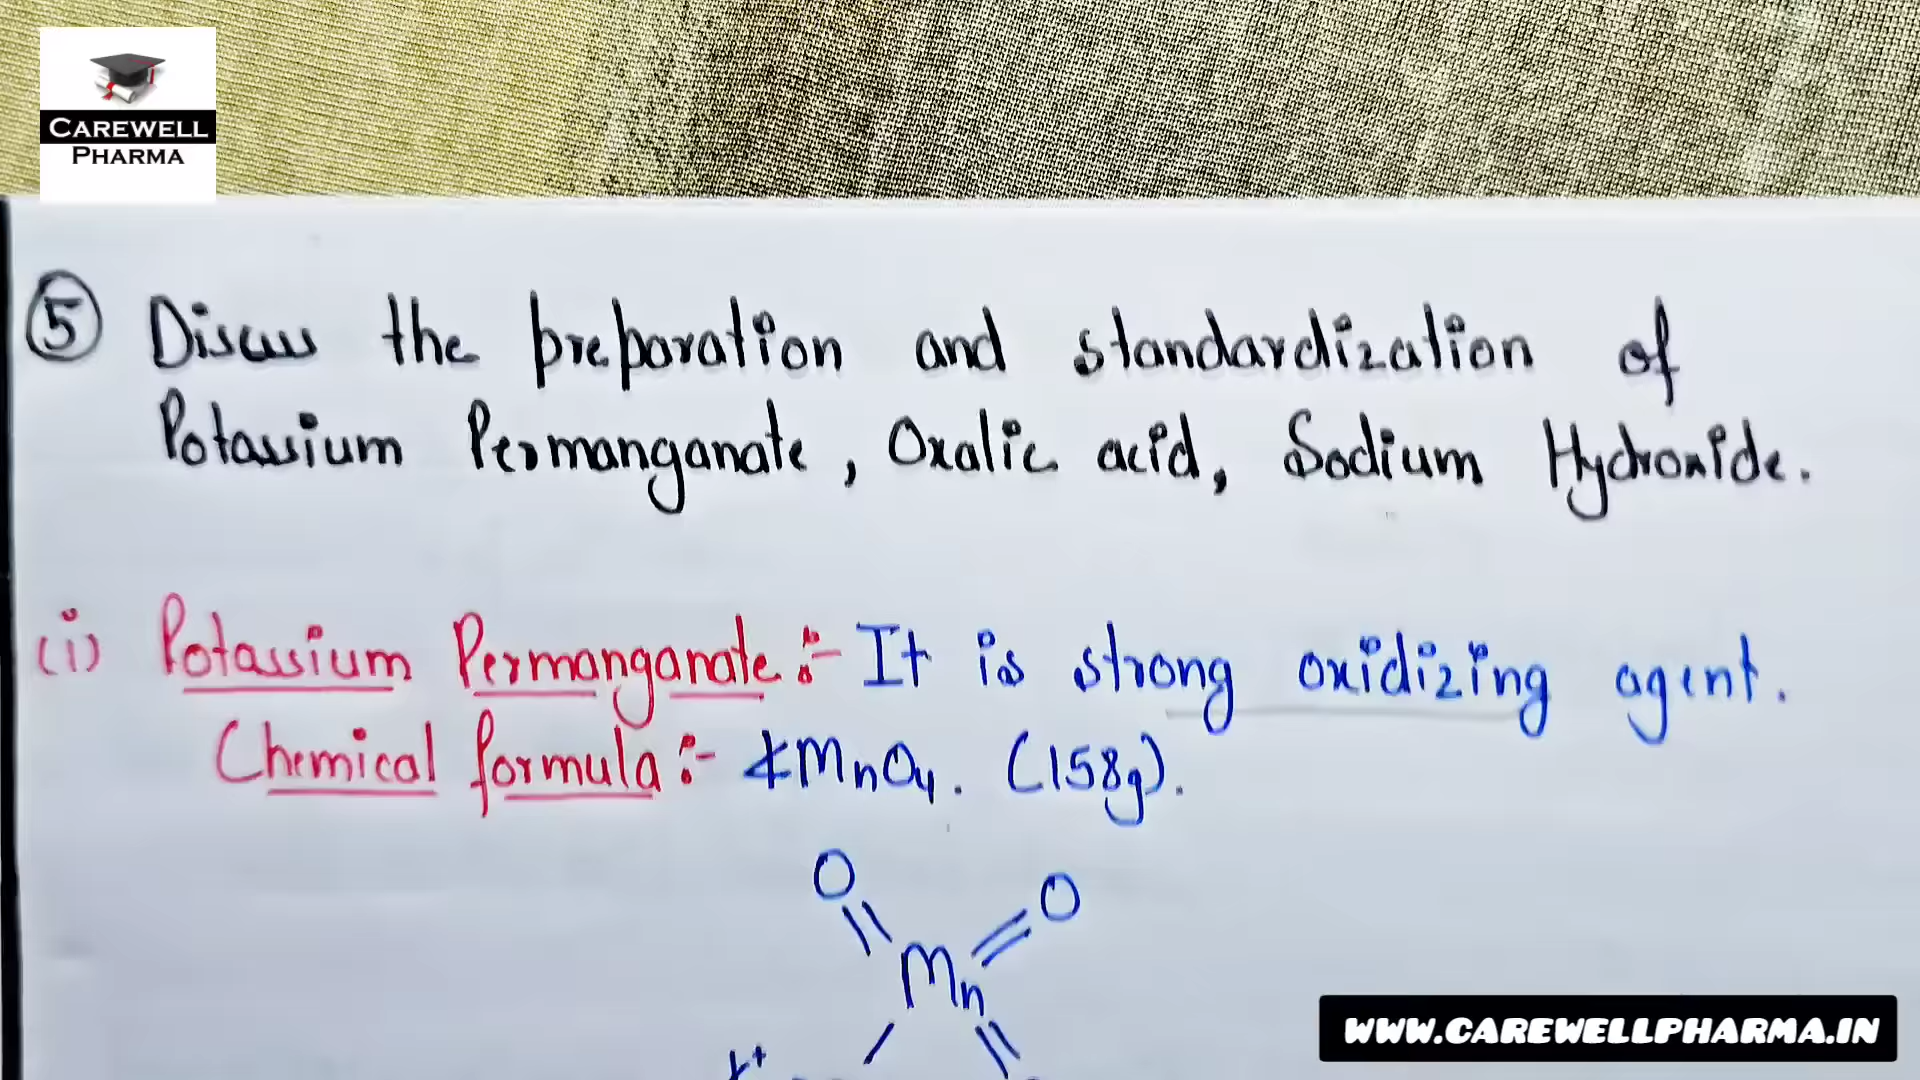 CAREWELL
PHARMA
5 Discuss the preparation and standardization of
Potassium Permanganate, Oxalic acid, Sodium Hydroxide.
(i) Potassium Permanganate :- It is strong oxidizing agent.
Chemical formula :- KMnO4. (158g).
O
O
Mn
K+
WWW.CAREWELLPHARMA.IN